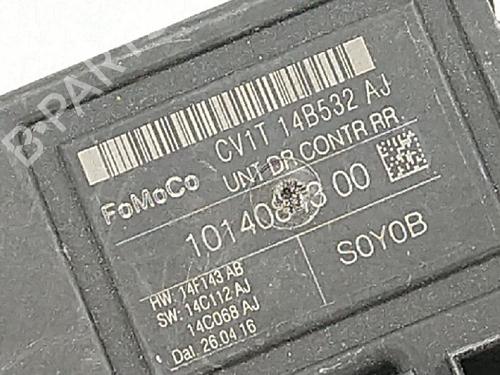 B-PARTS
CV1T 14B532 AJ
UNT DR CONTR RR
FoMoCo
S0Y0B
HW: 14F143 AB
SW: 14C112 AJ
14C068 AJ
Dat. 26.04.16